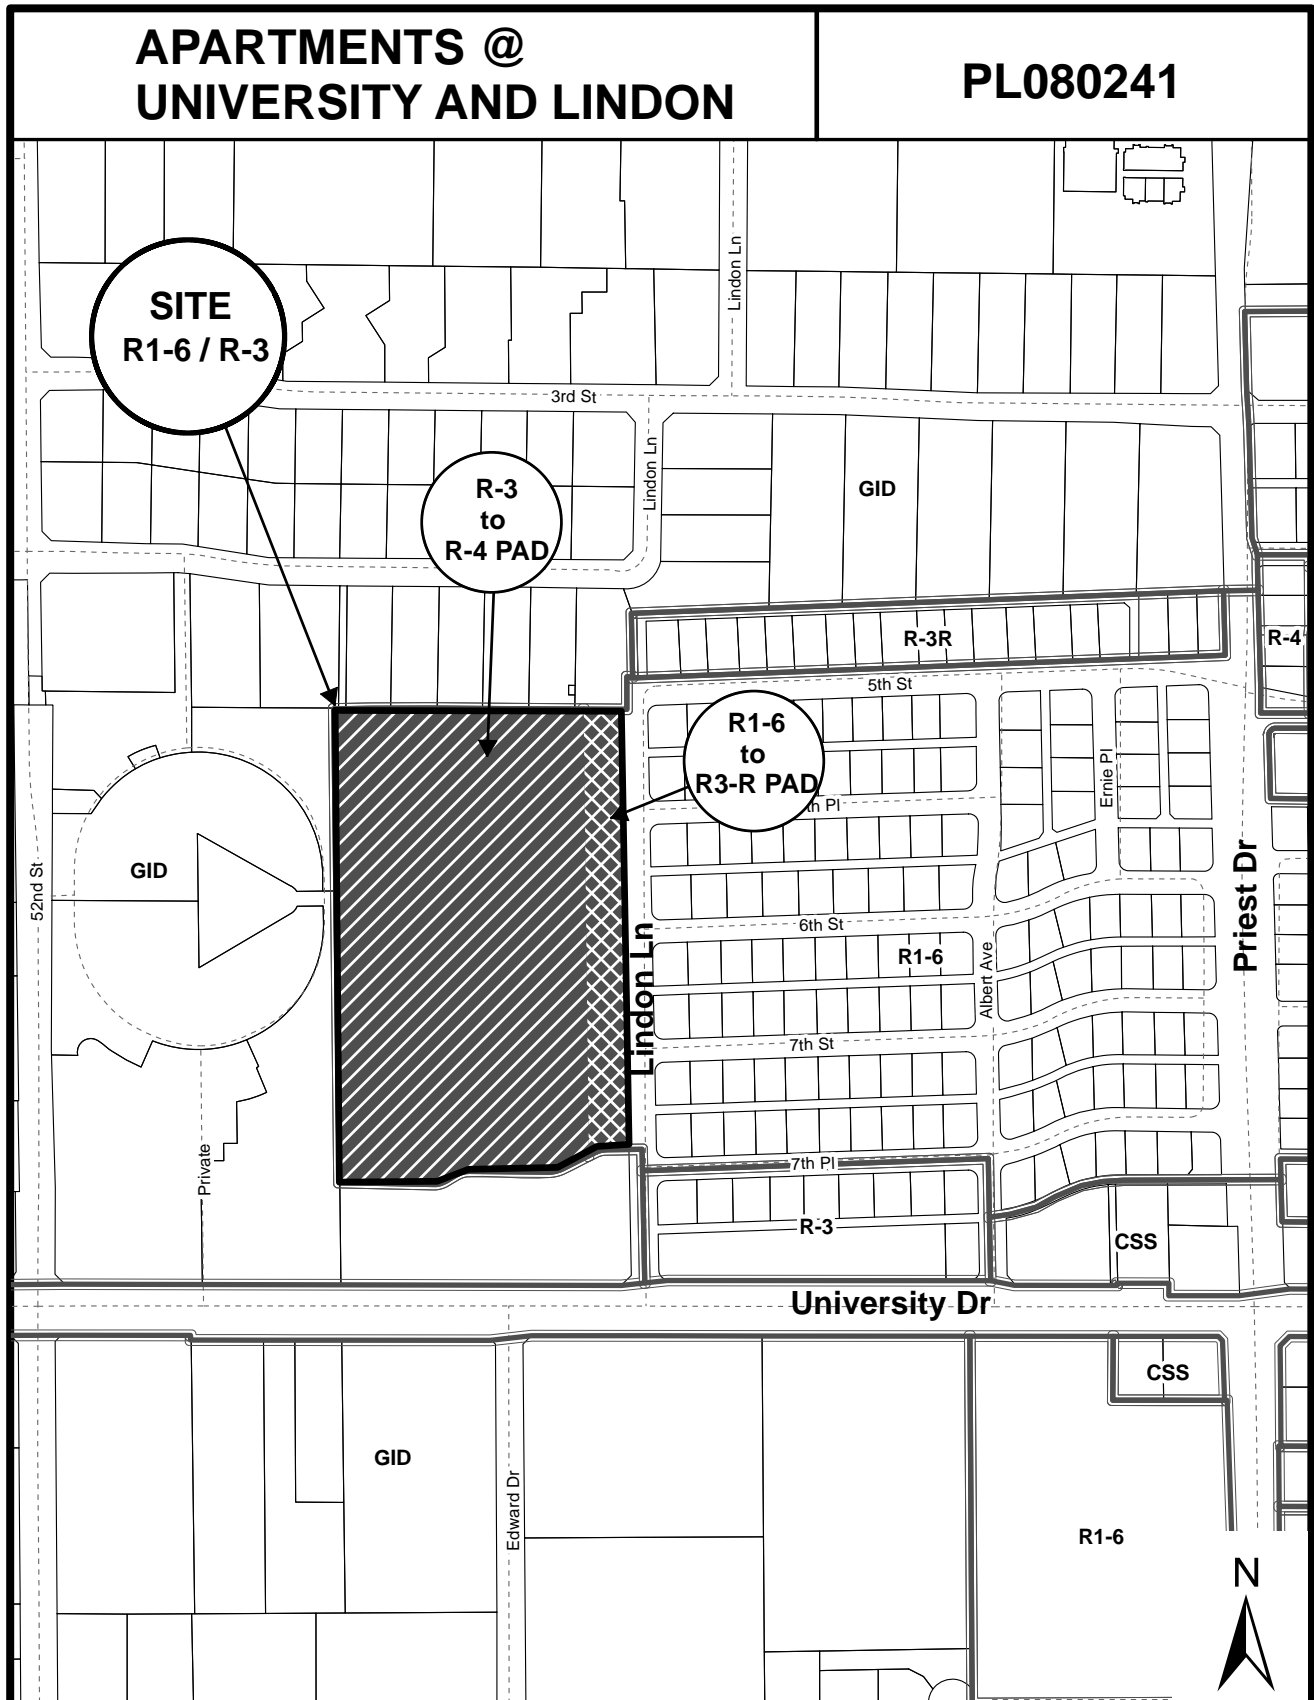 APARTMENTS @
UNIVERSITY AND LINDON
PL080241
Lindon Ln
SITE
R1-6 / R-3
3rd St
Lindon Ln
R-3
to
R-4 PAD
GID
R-3R
R-4
5th St
R1-6
to
R3-R PAD
th Pl
Ernie Pl
GID
52nd St
Priest Dr
6th St
R1-6
Lindon Ln
Albert Ave
7th St
Private
7th Pl
R-3
CSS
University Dr
CSS
GID
Edward Dr
R1-6
N